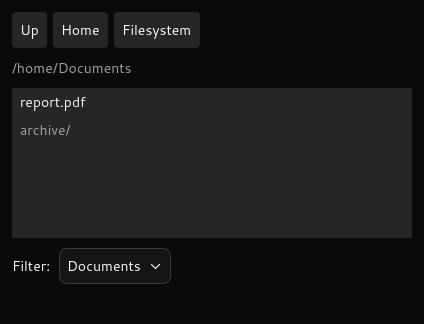 Up Home Filesystem
/home/Documents
report.pdf
archive/
Filter: Documents